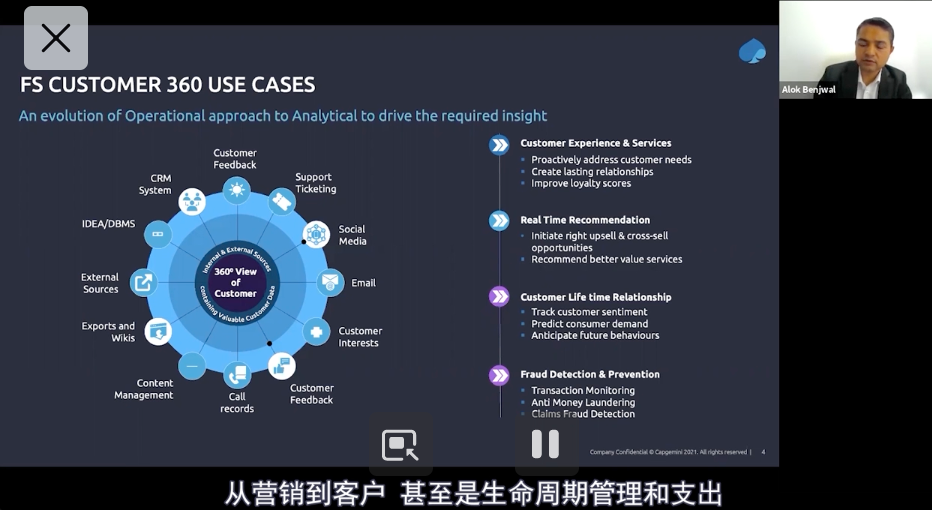 Alok Benjwal
FS CUSTOMER 360 USE CASES
An evolution of Operational approach to Analytical to drive the required insight
Customer
Feedback
Support
Ticketing
Social
Media
Email
Customer
Interests
Customer
Feedback
Call
records
Content
Management
Exports and
Wikis
External
Sources
IDEA/DBMS
CRM
System
Internal & External Sources
360º View
of
Customer
containing Valuable Customer Data
Customer Experience & Services
Proactively address customer needs
Create lasting relationships
Improve loyalty scores
Real Time Recommendation
Initiate right upsell & cross-sell
opportunities
Recommend better value services
Customer Life time Relationship
Track customer sentiment
Predict consumer demand
Anticipate future behaviours
Fraud Detection & Prevention
Transaction Monitoring
Anti Money Laundering
Claims Fraud Detection
Company Confidential © Capgemini 2021. All rights reserved | 4
从营销到客户 甚至是生命周期管理和支出